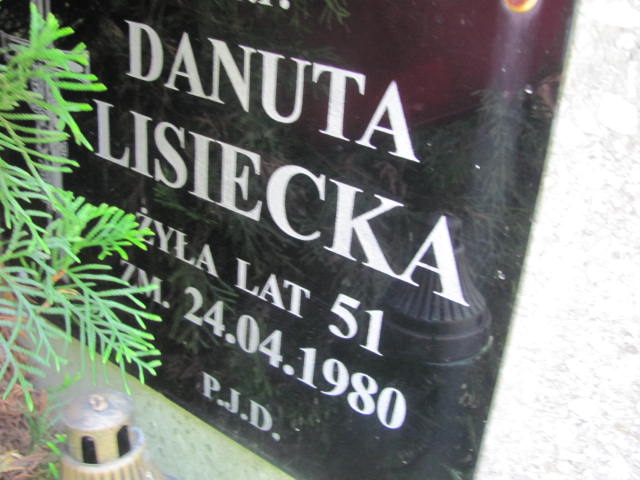 DANUTA
LISIECKA
ŻYŁA LAT 51
ZM. 24.04.1980
P.J.D.